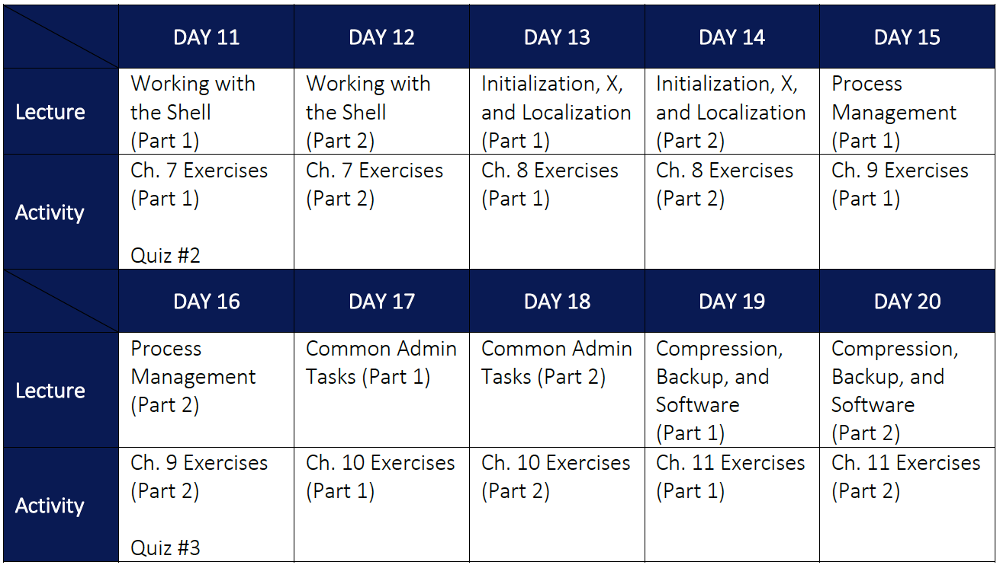 DAY 11
DAY 12
DAY 13
DAY 14
DAY 15
Lecture
Working with
the Shell
(Part 1)
Working with
the Shell
(Part 2)
Initialization, X,
and Localization
(Part 1)
Initialization, X,
and Localization
(Part 2)
Process
Management
(Part 1)
Activity
Ch. 7 Exercises
(Part 1)
Quiz #2
Ch. 7 Exercises
(Part 2)
Ch. 8 Exercises
(Part 1)
Ch. 8 Exercises
(Part 2)
Ch. 9 Exercises
(Part 1)
DAY 16
DAY 17
DAY 18
DAY 19
DAY 20
Lecture
Process
Management
(Part 2)
Common Admin
Tasks (Part 1)
Common Admin
Tasks (Part 2)
Compression,
Backup, and
Software
(Part 1)
Compression,
Backup, and
Software
(Part 2)
Activity
Ch. 9 Exercises
(Part 2)
Quiz #3
Ch. 10 Exercises
(Part 1)
Ch. 10 Exercises
(Part 2)
Ch. 11 Exercises
(Part 1)
Ch. 11 Exercises
(Part 2)